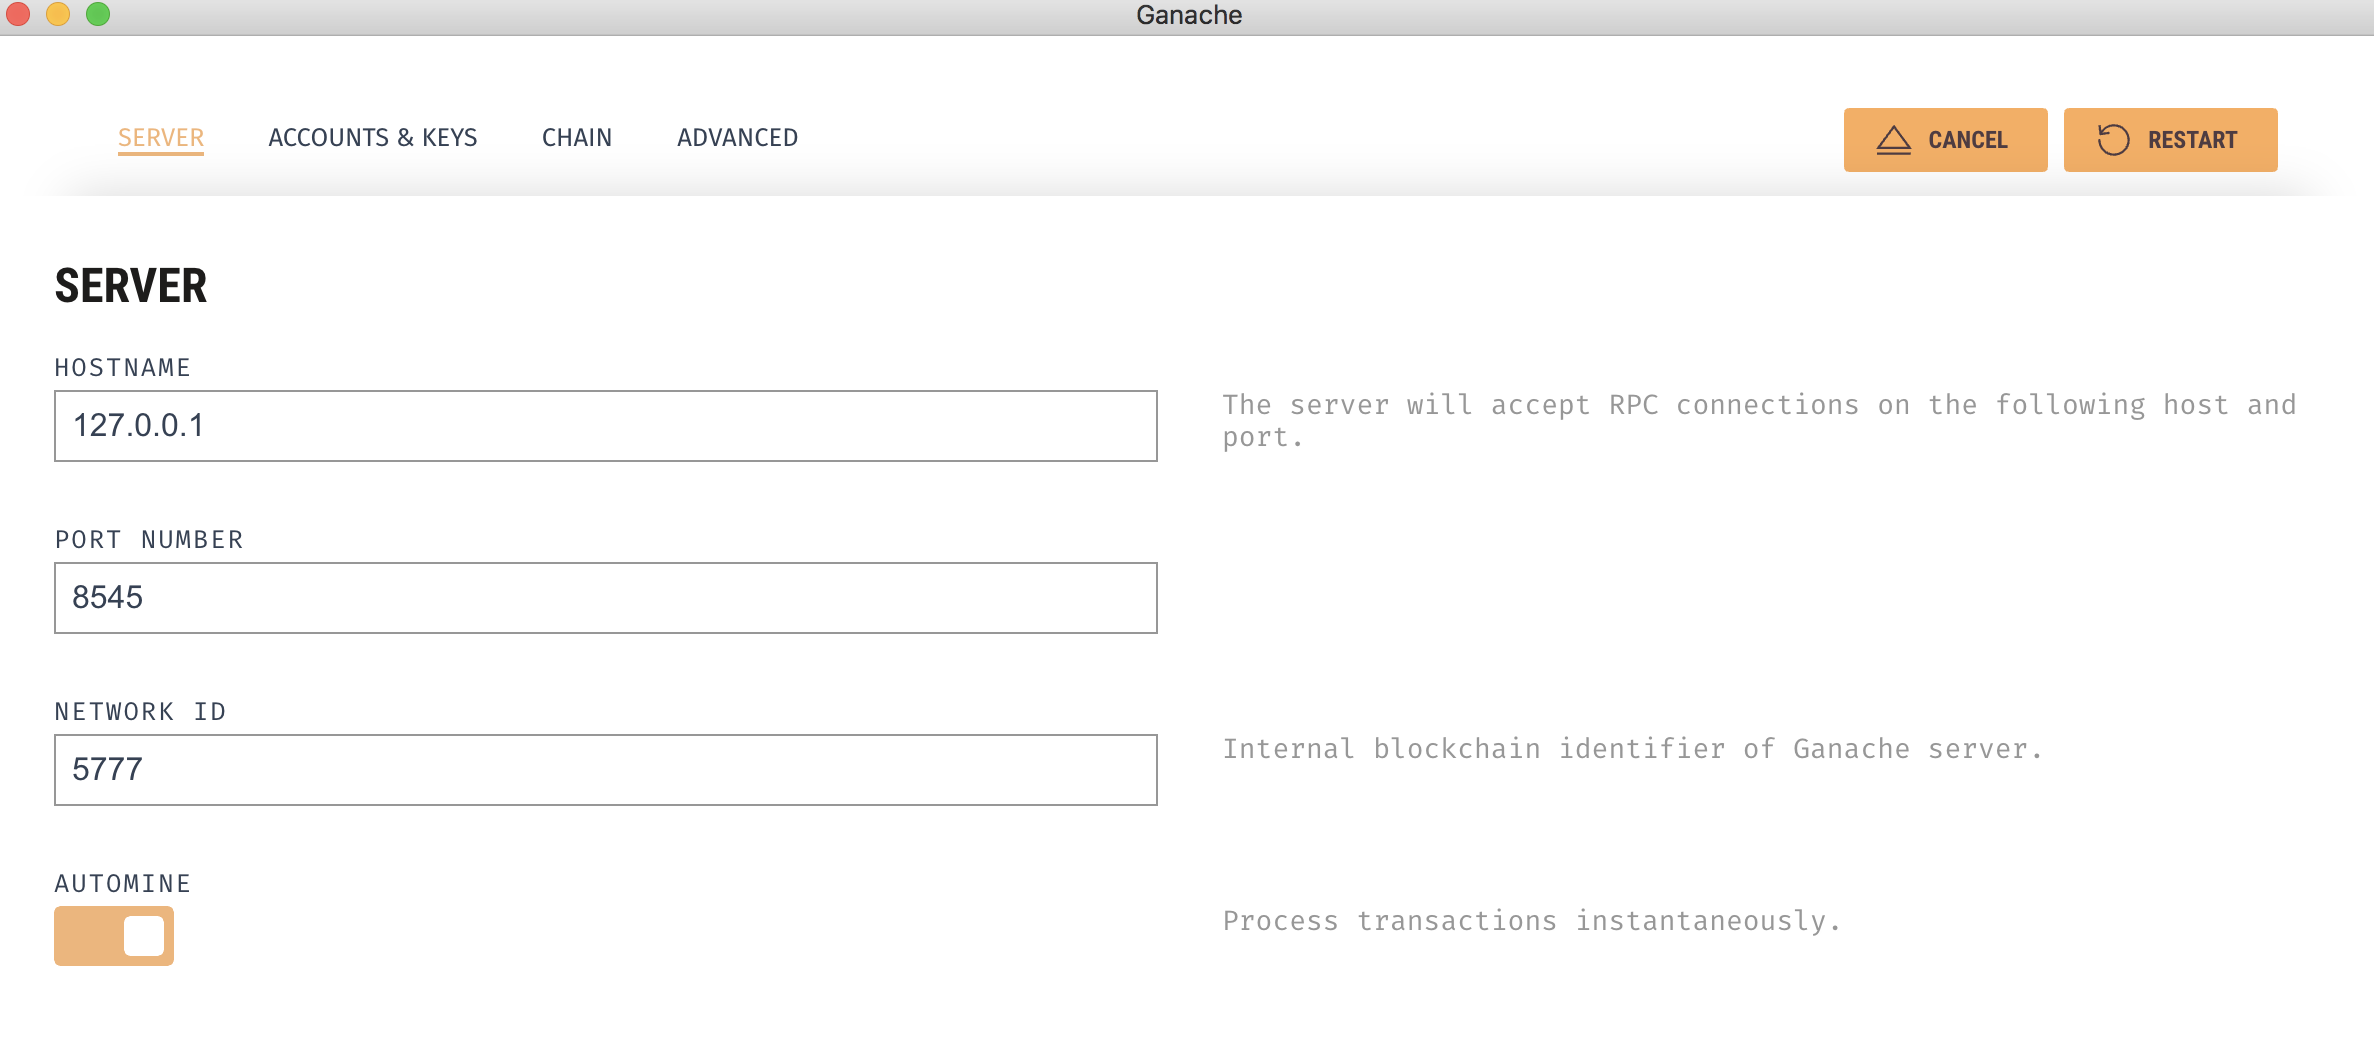 Ganache
SERVER
ACCOUNTS & KEYS
CHAIN
ADVANCED
CANCEL
RESTART
SERVER
HOSTNAME
127.0.0.1
The server will accept RPC connections on the following host and
port.
PORT NUMBER
8545
NETWORK ID
5777
Internal blockchain identifier of Ganache server.
AUTOMINE
Process transactions instantaneously.